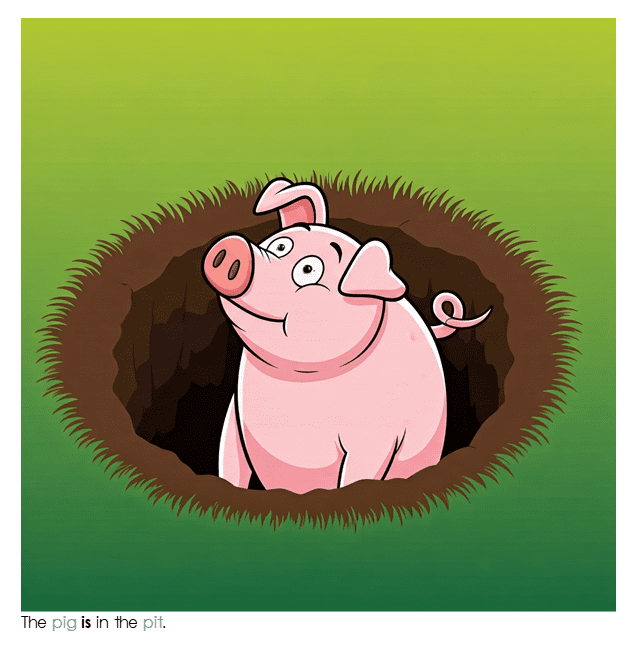 The pig is in the pit.